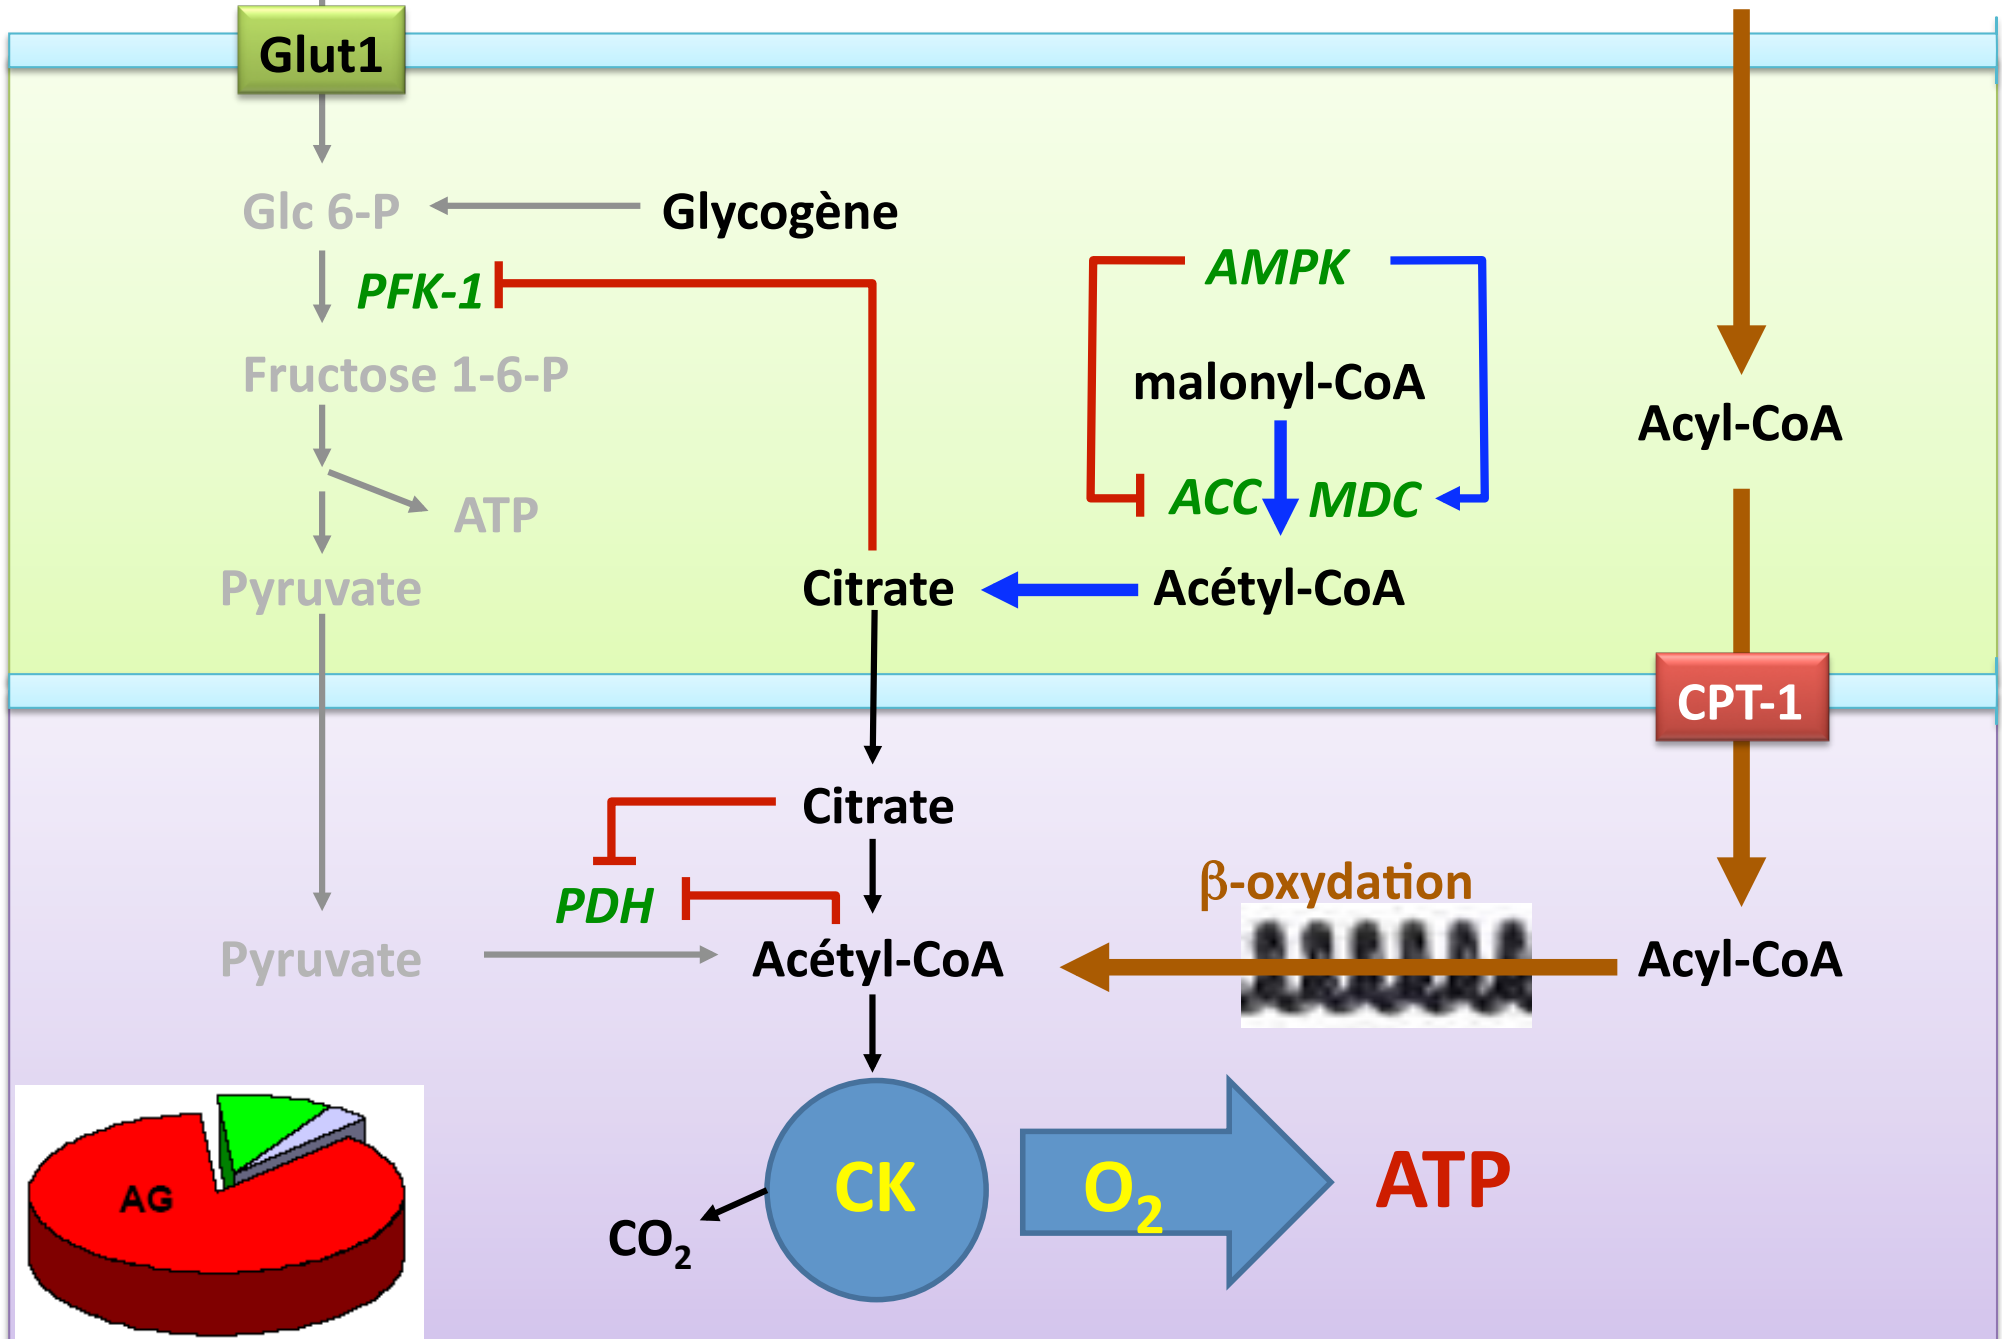 Glut1
Glc 6-P
Glycogène
PFK-1
AMPK
Fructose 1-6-P
malonyl-CoA
Acyl-CoA
ATP
ACC
MDC
Pyruvate
Citrate
Acétyl-CoA
CPT-1
Citrate
PDH
β-oxydation
Pyruvate
Acétyl-CoA
Acyl-CoA
AG
CK
O2
ATP
CO2